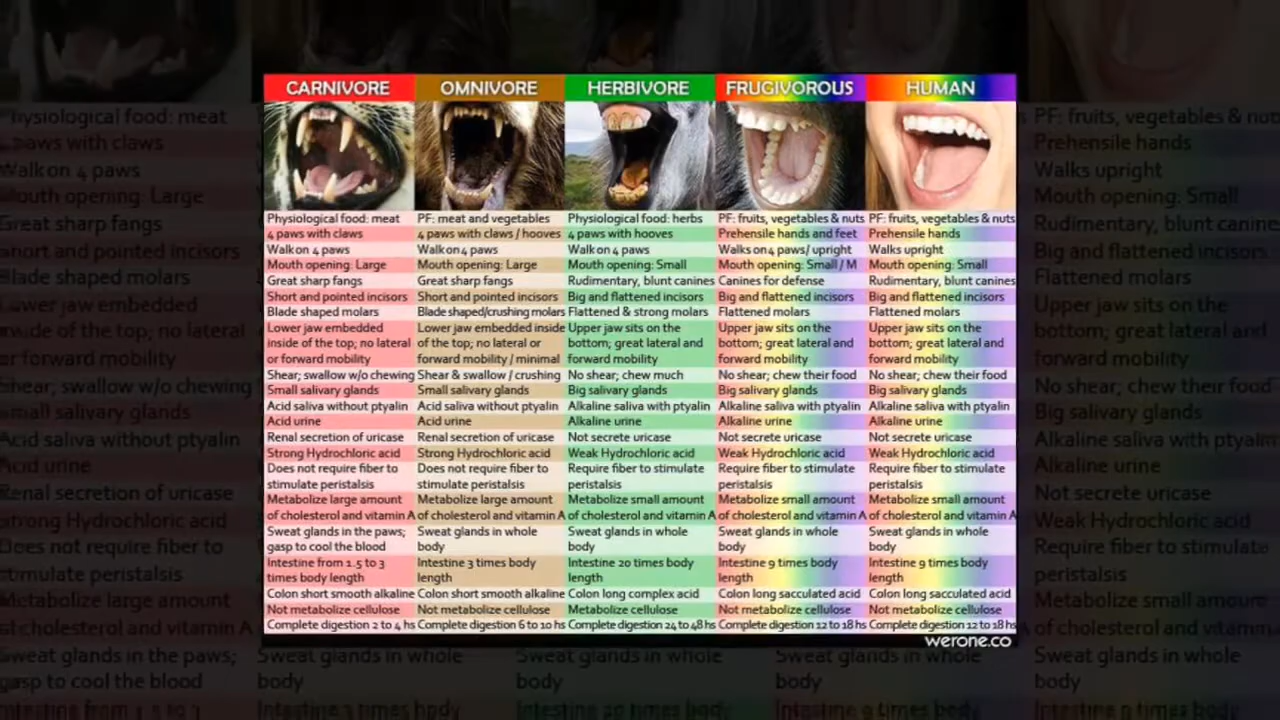 CARNIVORE OMNIVORE HERBIVORE FRUGIVOROUS HUMAN
Physiological food: meat PF: meat and vegetables Physiological food: herbs PF: fruits, vegetables & nuts PF: fruits, vegetables & nuts
4 paws with claws 4 paws with claws / hooves 4 paws with hooves Prehensile hands and feet Prehensile hands
Walk on 4 paws Walk on 4 paws Walk on 4 paws Walks on 4 paws/ upright Walks upright
Mouth opening: Large Mouth opening: Large Mouth opening: Small Mouth opening: Small / M Mouth opening: Small
Great sharp fangs Great sharp fangs Rudimentary, blunt canines Canines for defense Rudimentary, blunt canines
Short and pointed incisors Short and pointed incisors Big and flattened incisors Big and flattened incisors Big and flattened incisors
Blade shaped molars Blade shaped/crushing molars Flattened & strong molars Flattened molars Flattened molars
Lower jaw embedded Lower jaw embedded inside Upper jaw sits on the Upper jaw sits on the Upper jaw sits on the
inside of the top; no lateral of the top; no lateral or bottom; great lateral and bottom; great lateral and bottom; great lateral and
or forward mobility forward mobility / minimal forward mobility forward mobility forward mobility
Shear; swallow w/o chewing Shear & swallow / crushing No shear; chew much No shear; chew their food No shear; chew their food
Small salivary glands Small salivary glands Big salivary glands Big salivary glands Big salivary glands
Acid saliva without ptyalin Acid saliva without ptyalin Alkaline saliva with ptyalin Alkaline saliva with ptyalin Alkaline saliva with ptyalin
Acid urine Acid urine Alkaline urine Alkaline urine Alkaline urine
Renal secretion of uricase Renal secretion of uricase Not secrete uricase Not secrete uricase Not secrete uricase
Strong Hydrochloric acid Strong Hydrochloric acid Weak Hydrochloric acid Weak Hydrochloric acid Weak Hydrochloric acid
Does not require fiber to Does not require fiber to Require fiber to stimulate Require fiber to stimulate Require fiber to stimulate
stimulate peristalsis stimulate peristalsis peristalsis peristalsis peristalsis
Metabolize large amount Metabolize large amount Metabolize small amount Metabolize small amount Metabolize small amount
of cholesterol and vitamin A of cholesterol and vitamin A of cholesterol and vitamin A of cholesterol and vitamin A of cholesterol and vitamin A
Sweat glands in the paws; Sweat glands in whole Sweat glands in whole Sweat glands in whole Sweat glands in whole
gasp to cool the blood body body body body
Intestine from 1.5 to 3 Intestine 3 times body Intestine 20 times body Intestine 9 times body Intestine 9 times body
times body length length length length length
Colon short smooth alkaline Colon short smooth alkaline Colon long complex acid Colon long sacculated acid Colon long sacculated acid
Not metabolize cellulose Not metabolize cellulose Metabolize cellulose Not metabolize cellulose Not metabolize cellulose
Complete digestion 2 to 4 hs Complete digestion 6 to 10 hs Complete digestion 24 to 48 hs Complete digestion 12 to 18 hs Complete digestion 12 to 18 hs
werone.co